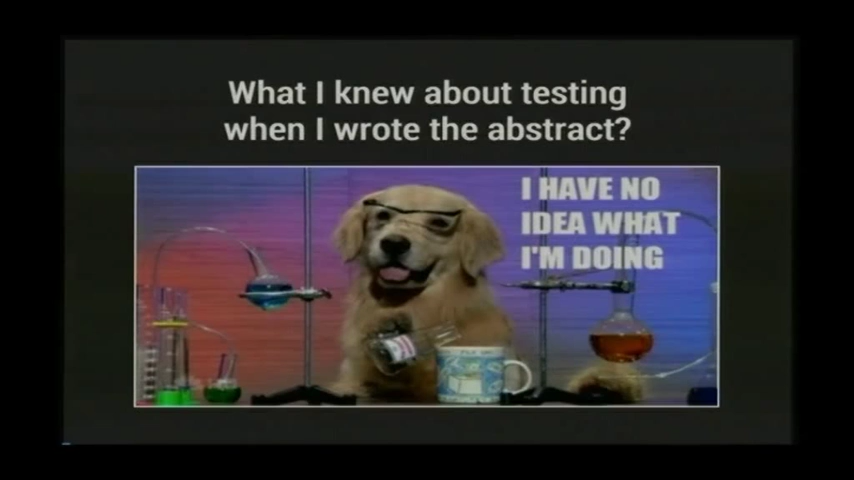 What I knew about testing
when I wrote the abstract?
I HAVE NO
IDEA WHAT
I'M DOING